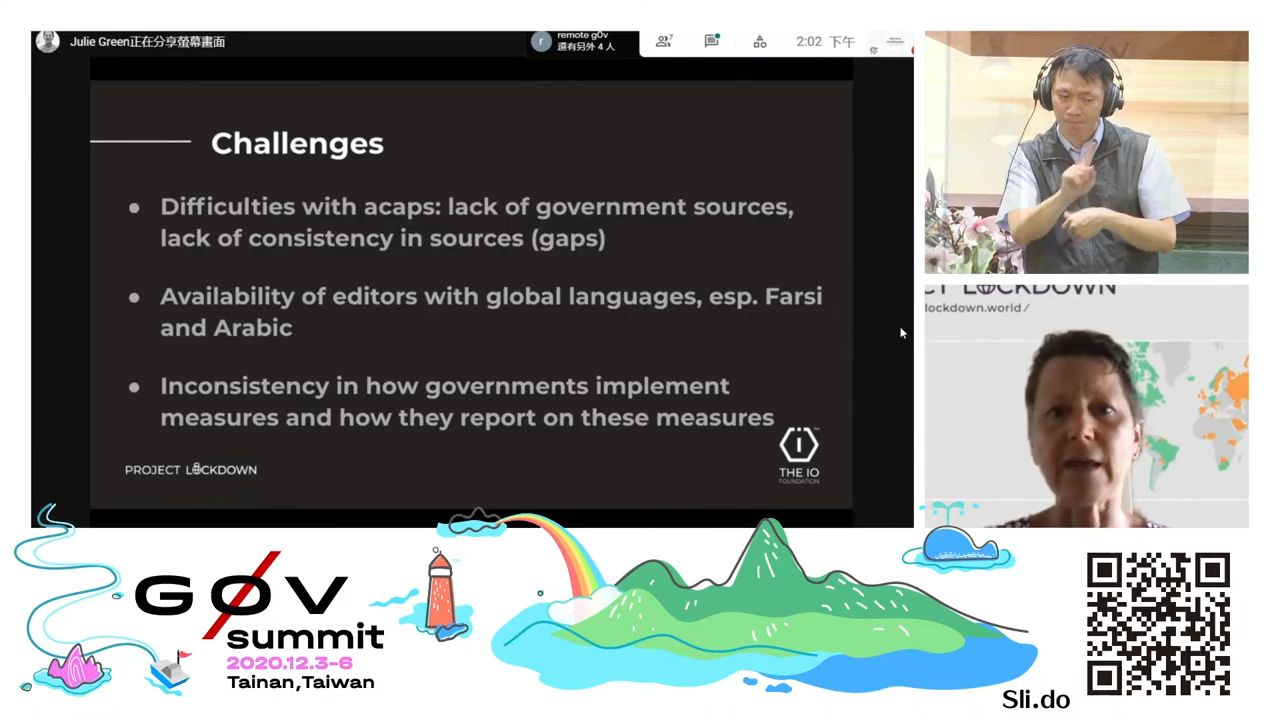 Julie Green正在分享螢幕畫面
remote g0v
還有另外 4 人
7
2:02 下午
你
Challenges
● Difficulties with acaps: lack of government sources,
lack of consistency in sources (gaps)
● Availability of editors with global languages, esp. Farsi
and Arabic
● Inconsistency in how governments implement
measures and how they report on these measures
PROJECT LOCKDOWN
THE IO
FOUNDATION
CT LOCKDOWN
lockdown.world/
G0V
summit
2020.12.3-6
Tainan,Taiwan
Sli.do